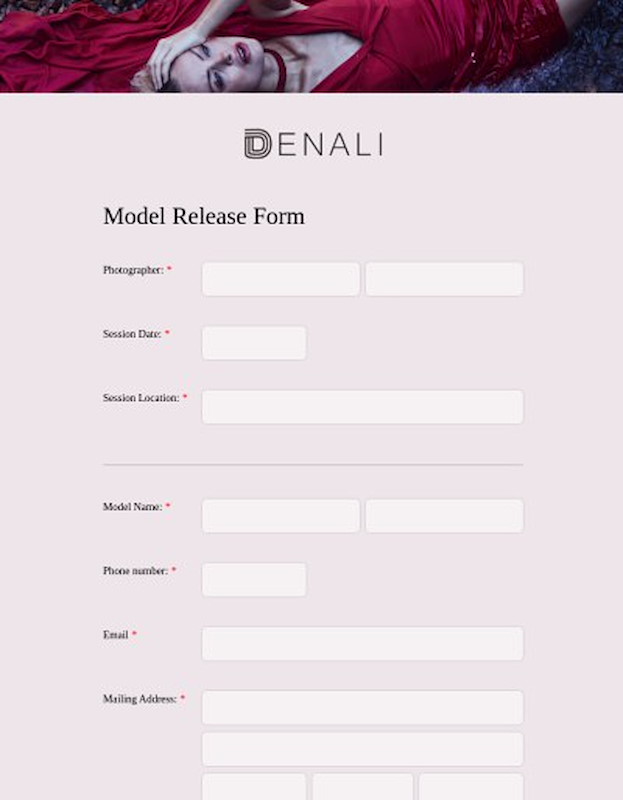 DENALI
Model Release Form
Photographer: *
Session Date: *
Session Location: *
Model Name: *
Phone number: *
Email *
Mailing Address: *